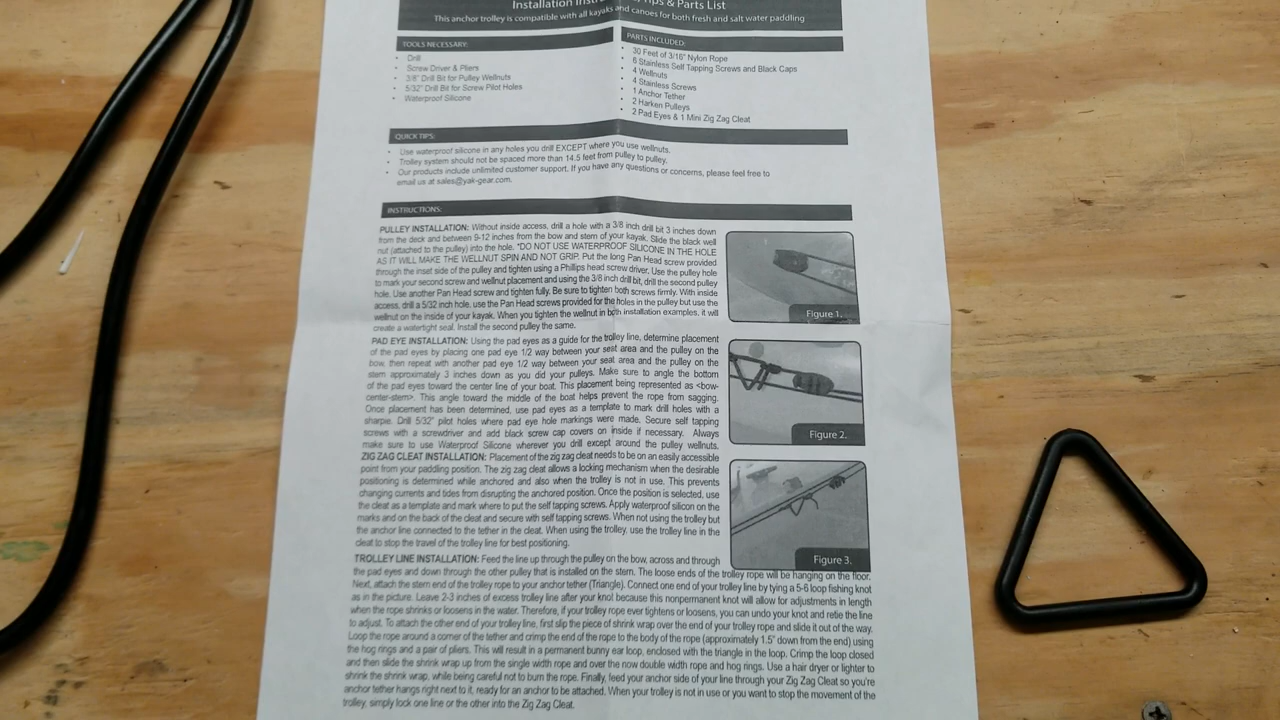 Installation Instru Tips & Parts List
This anchor trolley is compatible with all kayaks and canoes for both fresh and salt water paddling
TOOLS NECESSARY:
• Drill
• Screw Driver & Pliers
• 3/8" Drill Bit for Pulley Wellnuts
• 5/32" Drill Bit for Screw Pilot Holes
• Waterproof Silicone
PARTS INCLUDED:
• 30 Feet of 3/16" Nylon Rope
• 6 Stainless Self Tapping Screws and Black Caps
• 4 Wellnuts
• 4 Stainless Screws
• 1 Anchor Tether
• 2 Harken Pulleys
• 2 Pad Eyes & 1 Mini Zig Zag Cleat
QUICK TIPS:
• Use waterproof silicone in any holes you drill EXCEPT where you use wellnuts.
• Trolley system should not be spaced more than 14.5 feet from pulley to pulley.
• Our products include unlimited customer support. If you have any questions or concerns, please feel free to
email us at sales@yak-gear.com.
INSTRUCTIONS:
PULLEY INSTALLATION: Without inside access, drill a hole with a 3/8 inch drill bit 3 inches down
from the deck and between 9-12 inches from the bow and stern of your kayak. Slide the black well
nut (attached to the pulley) into the hole. *DO NOT USE WATERPROOF SILICONE IN THE HOLE
AS IT WILL MAKE THE WELLNUT SPIN AND NOT GRIP. Put the long Pan Head screw provided
through the inset side of the pulley and tighten using a Phillips head screw driver. Use the pulley hole
to mark your second screw and wellnut placement and using the 3/8 inch drill bit, drill the second pulley
hole. Use another Pan Head screw and tighten fully. Be sure to tighten both screws firmly. With inside
access, drill a 5/32 inch hole, use the Pan Head screws provided for the holes in the pulley but use the
wellnut on the inside of your kayak. When you tighten the wellnut in both installation examples, it will
create a watertight seal. Install the second pulley the same.
Figure 1.
PAD EYE INSTALLATION: Using the pad eyes as a guide for the trolley line, determine placement
of the pad eyes by placing one pad eye 1/2 way between your seat area and the pulley on the
bow, then repeat with another pad eye 1/2 way between your seat area and the pulley on the
stern approximately 3 inches down as you did your pulleys. Make sure to angle the bottom
of the pad eyes toward the center line of your boat. This placement being represented as <bow-
center-stern>. This angle toward the middle of the boat helps prevent the rope from sagging.
Once placement has been determined, use pad eyes as a template to mark drill holes with a
sharpie. Drill 5/32" pilot holes where pad eye hole markings were made. Secure self tapping
screws with a screwdriver and add black screw cap covers on inside if necessary. Always
make sure to use Waterproof Silicone wherever you drill except around the pulley wellnuts.
Figure 2.
ZIG ZAG CLEAT INSTALLATION: Placement of the zig zag cleat needs to be on an easily accessible
point from your paddling position. The zig zag cleat allows a locking mechanism when the desirable
positioning is determined while anchored and also when the trolley is not in use. This prevents
changing currents and tides from disrupting the anchored position. Once the position is selected, use
the cleat as a template and mark where to put the self tapping screws. Apply waterproof silicon on the
marks and on the back of the cleat and secure with self tapping screws. When not using the trolley but
the anchor line connected to the tether in the cleat. When using the trolley, use the trolley line in the
cleat to stop the travel of the trolley line for best positioning.
Figure 3.
TROLLEY LINE INSTALLATION: Feed the line up through the pulley on the bow, across and through
the pad eyes and down through the other pulley that is installed on the stern. The loose ends of the trolley rope will be hanging on the floor.
Next, attach the stern end of the trolley rope to your anchor tether (Triangle). Connect one end of your trolley line by tying a 5-6 loop fishing knot
as in the picture. Leave 2-3 inches of excess trolley line after your knot because this nonpermanent knot will allow for adjustments in length
when the rope shrinks or loosens in the water. Therefore, if your trolley rope ever tightens or loosens, you can undo your knot and retie the line
to adjust. To attach the other end of your trolley line, first slip the piece of shrink wrap over the end of your trolley rope and slide it out of the way.
Loop the rope around a corner of the tether and crimp the end of the rope to the body of the rope (approximately 1.5" down from the end) using
the hog rings and a pair of pliers. This will result in a permanent bunny ear loop, enclosed with the triangle in the loop. Crimp the loop closed
and then slide the shrink wrap up from the single width rope and over the now double width rope and hog rings. Use a hair dryer or lighter to
shrink the shrink wrap, while being careful not to burn the rope. Finally, feed your anchor side of your line through your Zig Zag Cleat so you're
anchor tether hangs right next to it, ready for an anchor to be attached. When your trolley is not in use or you want to stop the movement of the
trolley, simply lock one line or the other into the Zig Zag Cleat.